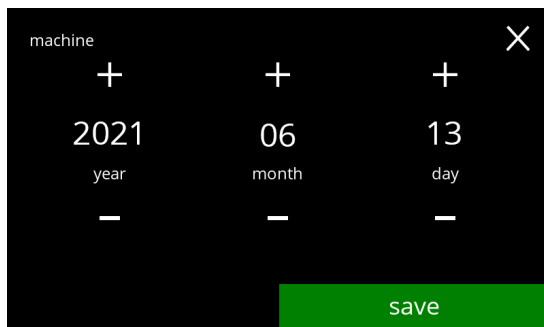 machine
+ + +
2021 06 13
year month day
- - -
save